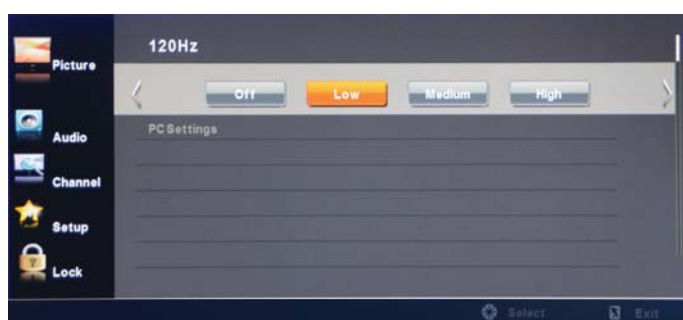 120Hz
Picture
Off Low Medium High
PC Settings
Audio
Channel
Setup
Lock
Select Exit